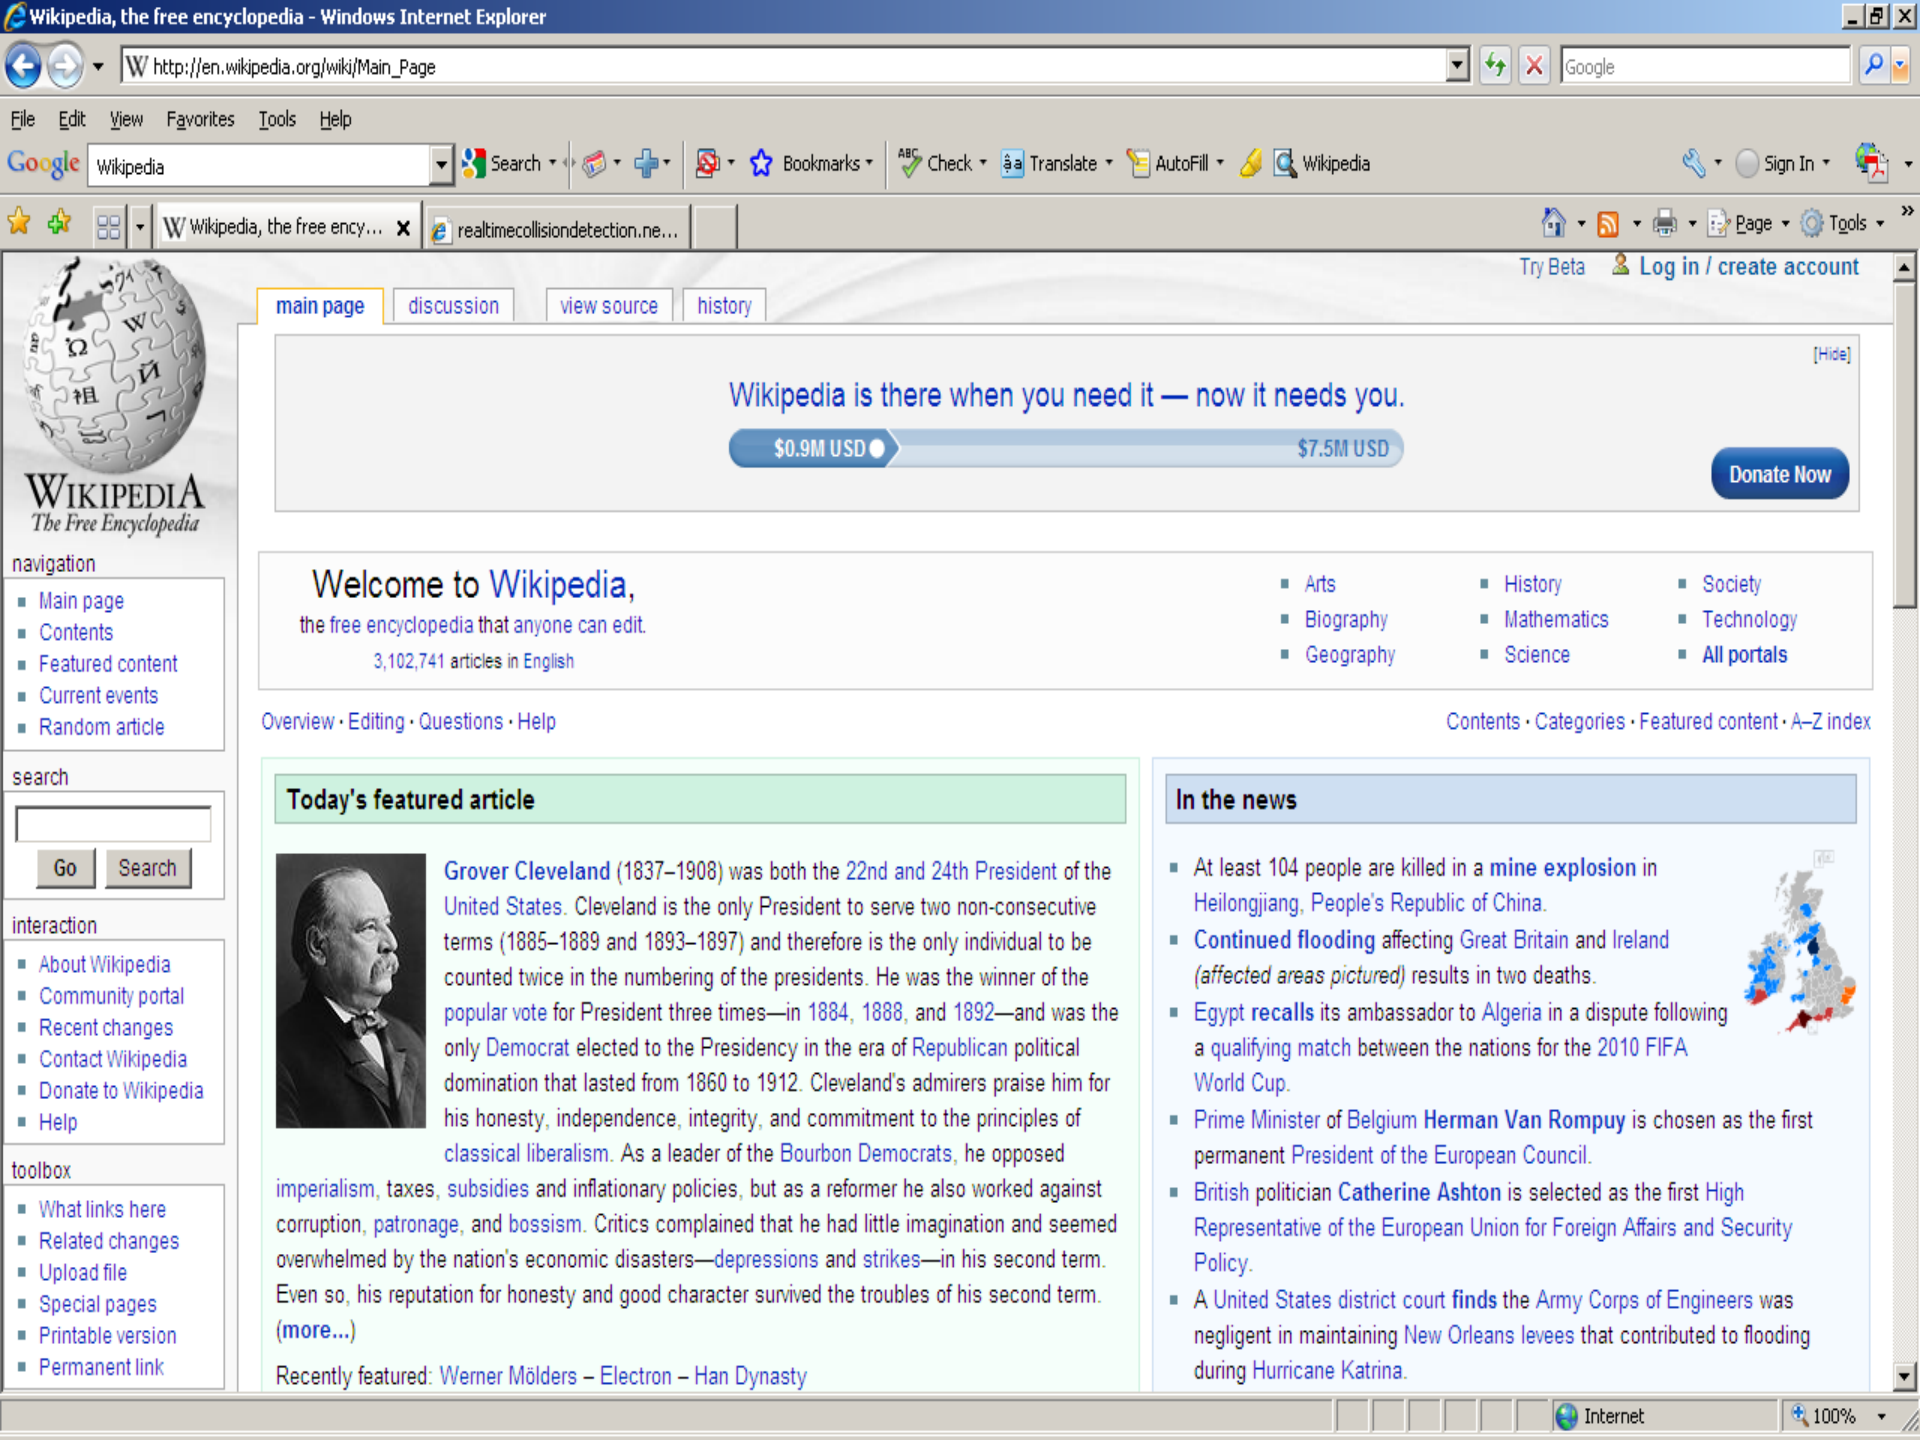 Wikipedia, the free encyclopedia - Windows Internet Explorer
W http://en.wikipedia.org/wiki/Main_Page
Google
File Edit View Favorites Tools Help
Google Wikipedia Search Bookmarks ABC Check âa Translate AutoFill Wikipedia Sign In
W Wikipedia, the free ency... realtimecollisiondetection.ne... Page Tools »
Try Beta Log in / create account
main page discussion view source history
[Hide]
Wikipedia is there when you need it — now it needs you.
$0.9M USD $7.5M USD
Donate Now
WIKIPEDIA
The Free Encyclopedia
navigation
Main page
Contents
Featured content
Current events
Random article
search
Go Search
interaction
About Wikipedia
Community portal
Recent changes
Contact Wikipedia
Donate to Wikipedia
Help
toolbox
What links here
Related changes
Upload file
Special pages
Printable version
Permanent link
Welcome to Wikipedia,
the free encyclopedia that anyone can edit.
3,102,741 articles in English
Arts History Society
Biography Mathematics Technology
Geography Science All portals
Overview · Editing · Questions · Help
Contents · Categories · Featured content · A–Z index
Today's featured article
Grover Cleveland (1837–1908) was both the 22nd and 24th President of the
United States. Cleveland is the only President to serve two non-consecutive
terms (1885–1889 and 1893–1897) and therefore is the only individual to be
counted twice in the numbering of the presidents. He was the winner of the
popular vote for President three times—in 1884, 1888, and 1892—and was the
only Democrat elected to the Presidency in the era of Republican political
domination that lasted from 1860 to 1912. Cleveland's admirers praise him for
his honesty, independence, integrity, and commitment to the principles of
classical liberalism. As a leader of the Bourbon Democrats, he opposed
imperialism, taxes, subsidies and inflationary policies, but as a reformer he also worked against
corruption, patronage, and bossism. Critics complained that he had little imagination and seemed
overwhelmed by the nation's economic disasters—depressions and strikes—in his second term.
Even so, his reputation for honesty and good character survived the troubles of his second term.
(more...)
Recently featured: Werner Mölders – Electron – Han Dynasty
In the news
At least 104 people are killed in a mine explosion in
Heilongjiang, People's Republic of China.
Continued flooding affecting Great Britain and Ireland
(affected areas pictured) results in two deaths.
Egypt recalls its ambassador to Algeria in a dispute following
a qualifying match between the nations for the 2010 FIFA
World Cup.
Prime Minister of Belgium Herman Van Rompuy is chosen as the first
permanent President of the European Council.
British politician Catherine Ashton is selected as the first High
Representative of the European Union for Foreign Affairs and Security
Policy.
A United States district court finds the Army Corps of Engineers was
negligent in maintaining New Orleans levees that contributed to flooding
during Hurricane Katrina.
Internet 100%